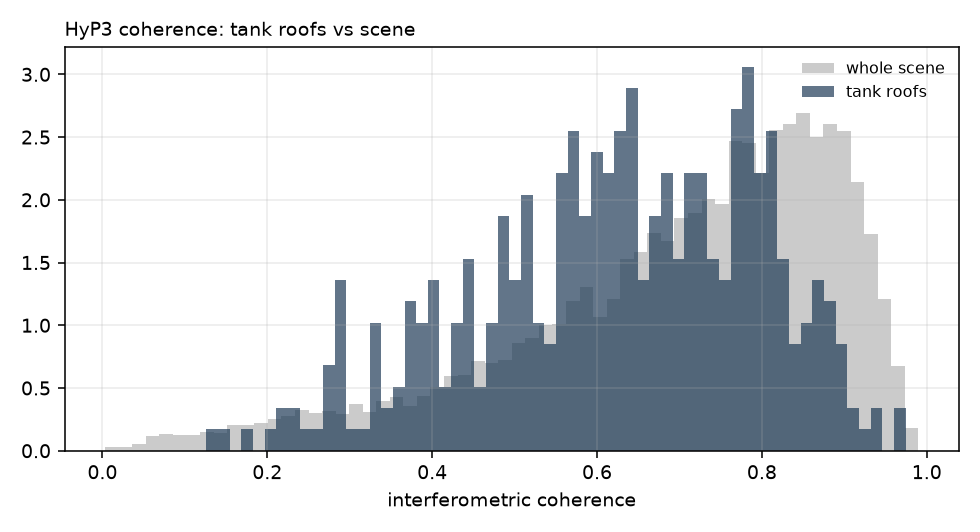 HyP3 coherence: tank roofs vs scene
whole scene
tank roofs
3.0
2.5
2.0
1.5
1.0
0.5
0.0
0.0 0.2 0.4 0.6 0.8 1.0
interferometric coherence